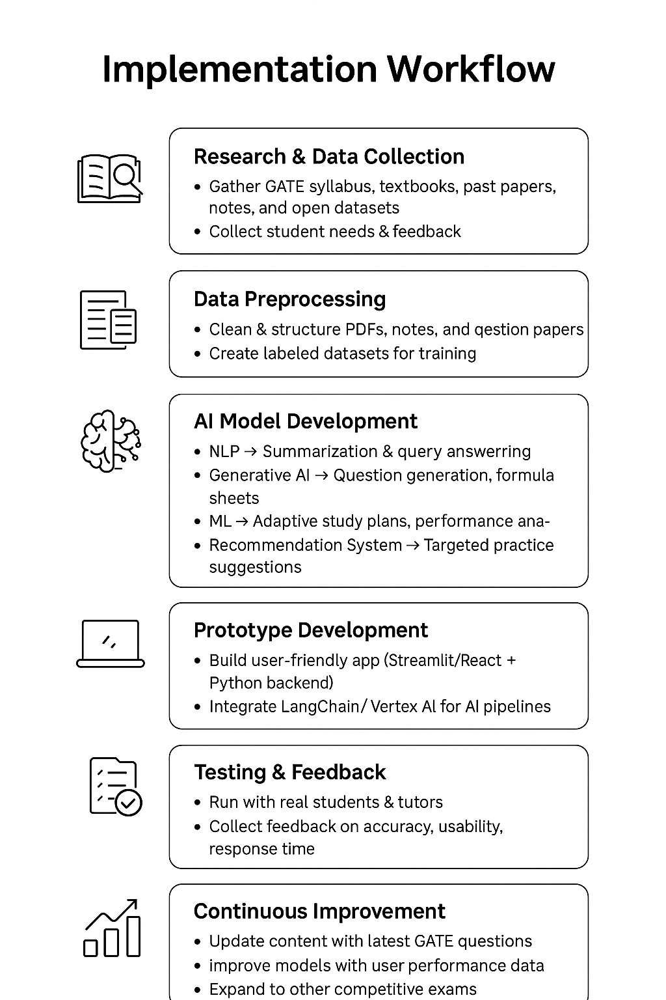 Implementation Workflow
Research & Data Collection
• Gather GATE syllabus, textbooks, past papers,
notes, and open datasets
• Collect student needs & feedback
Data Preprocessing
• Clean & structure PDFs, notes, and qestion papers
• Create labeled datasets for training
AI Model Development
• NLP → Summarization & query answerring
• Generative AI → Question generation, formula
sheets
• ML → Adaptive study plans, performance ana-
• Recommendation System → Targeted practice
suggestions
Prototype Development
• Build user-friendly app (Streamlit/React +
Python backend)
• Integrate LangChain/ Vertex Al for AI pipelines
Testing & Feedback
• Run with real students & tutors
• Collect feedback on accuracy, usability,
response time
Continuous Improvement
• Update content with latest GATE questions
• improve models with user performance data
• Expand to other competitive exams